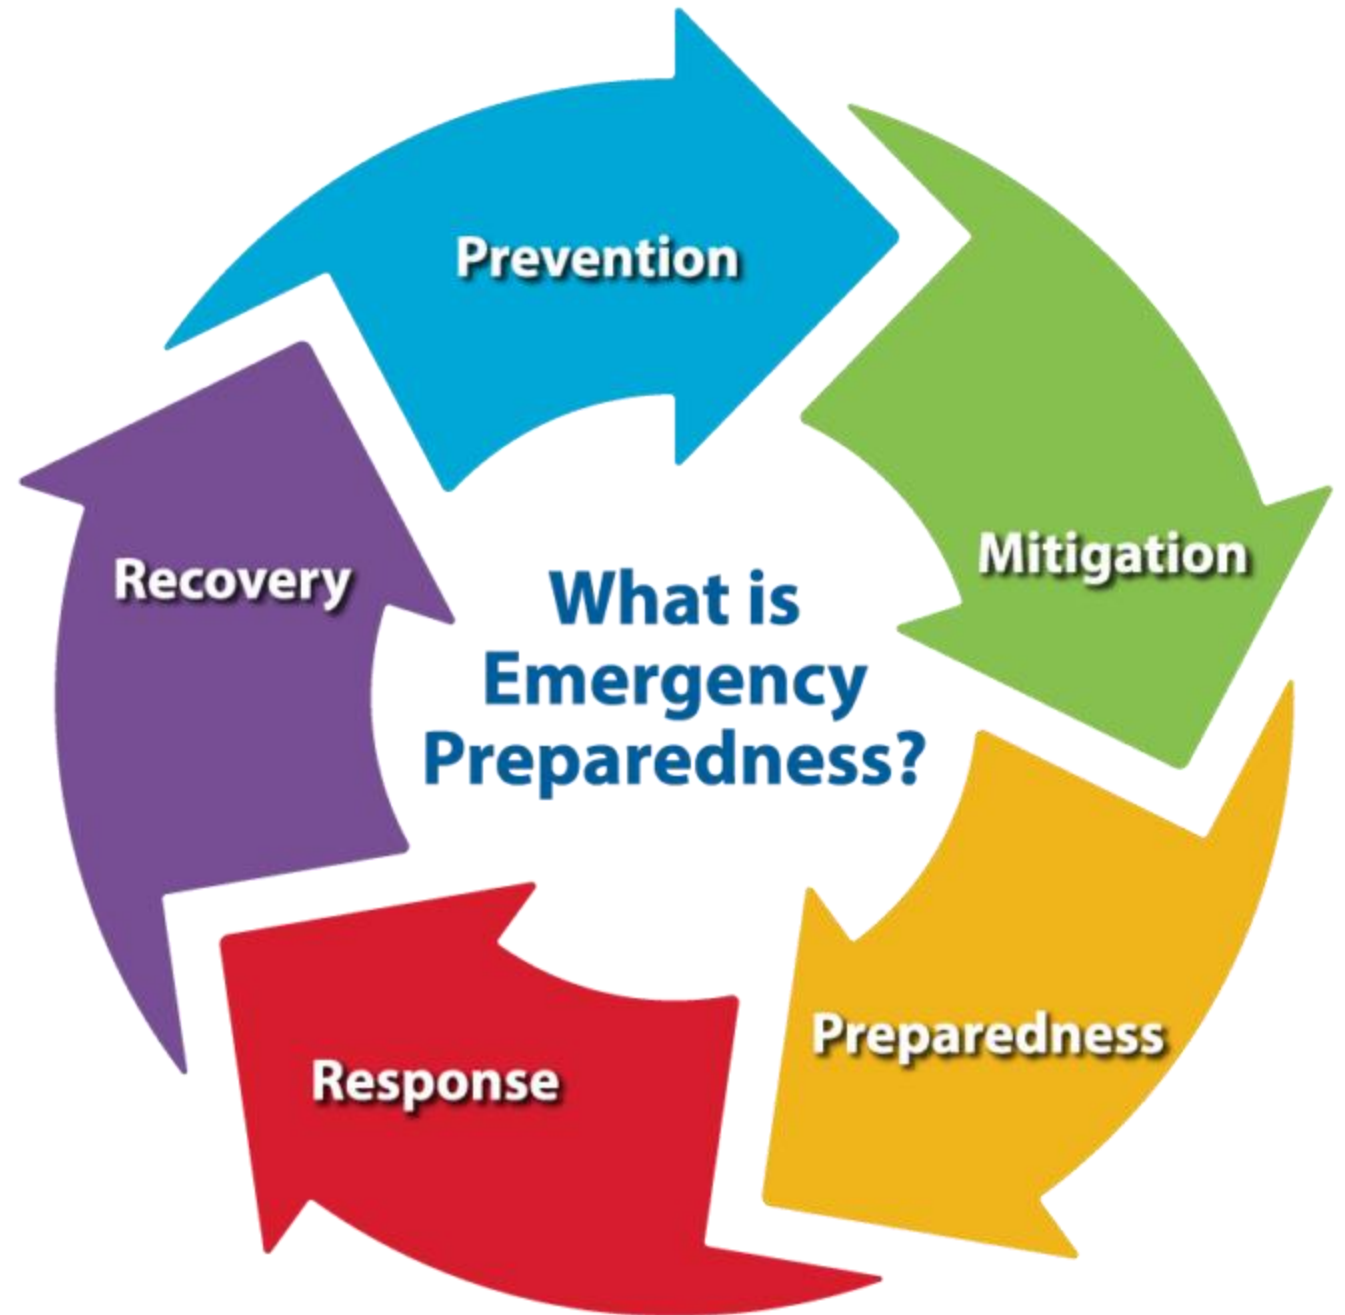 Prevention
Mitigation
Preparedness
Response
Recovery
What is
Emergency
Preparedness?